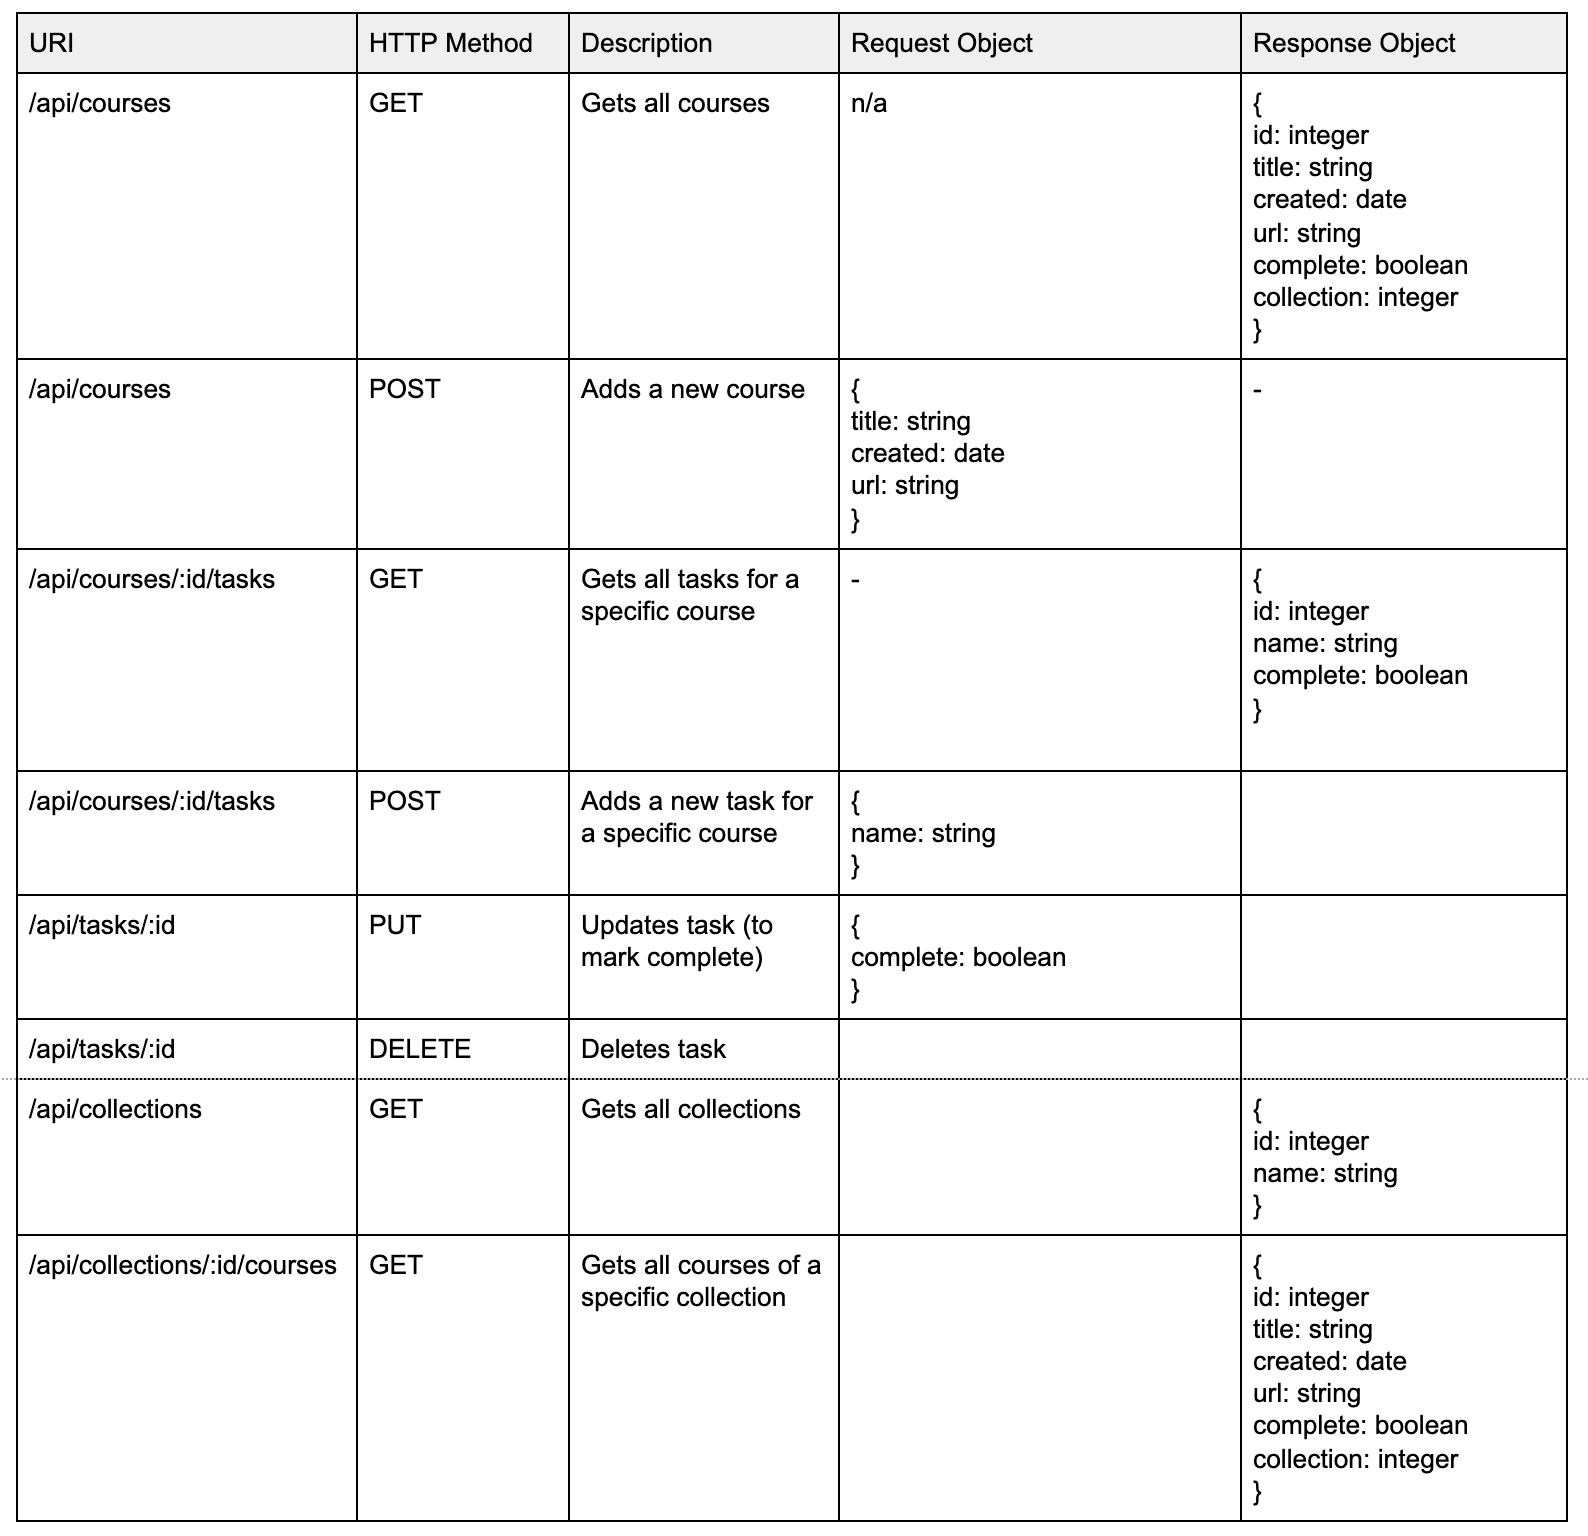 URI HTTP Method Description Request Object Response Object
/api/courses GET Gets all courses n/a {
id: integer
title: string
created: date
url: string
complete: boolean
collection: integer
}
/api/courses POST Adds a new course { -
title: string
created: date
url: string
}
/api/courses/:id/tasks GET Gets all tasks for a - {
specific course id: integer
name: string
complete: boolean
}
/api/courses/:id/tasks POST Adds a new task for {
a specific course name: string
}
/api/tasks/:id PUT Updates task (to {
mark complete) complete: boolean
}
/api/tasks/:id DELETE Deletes task
/api/collections GET Gets all collections {
id: integer
name: string
}
/api/collections/:id/courses GET Gets all courses of a {
specific collection id: integer
title: string
created: date
url: string
complete: boolean
collection: integer
}